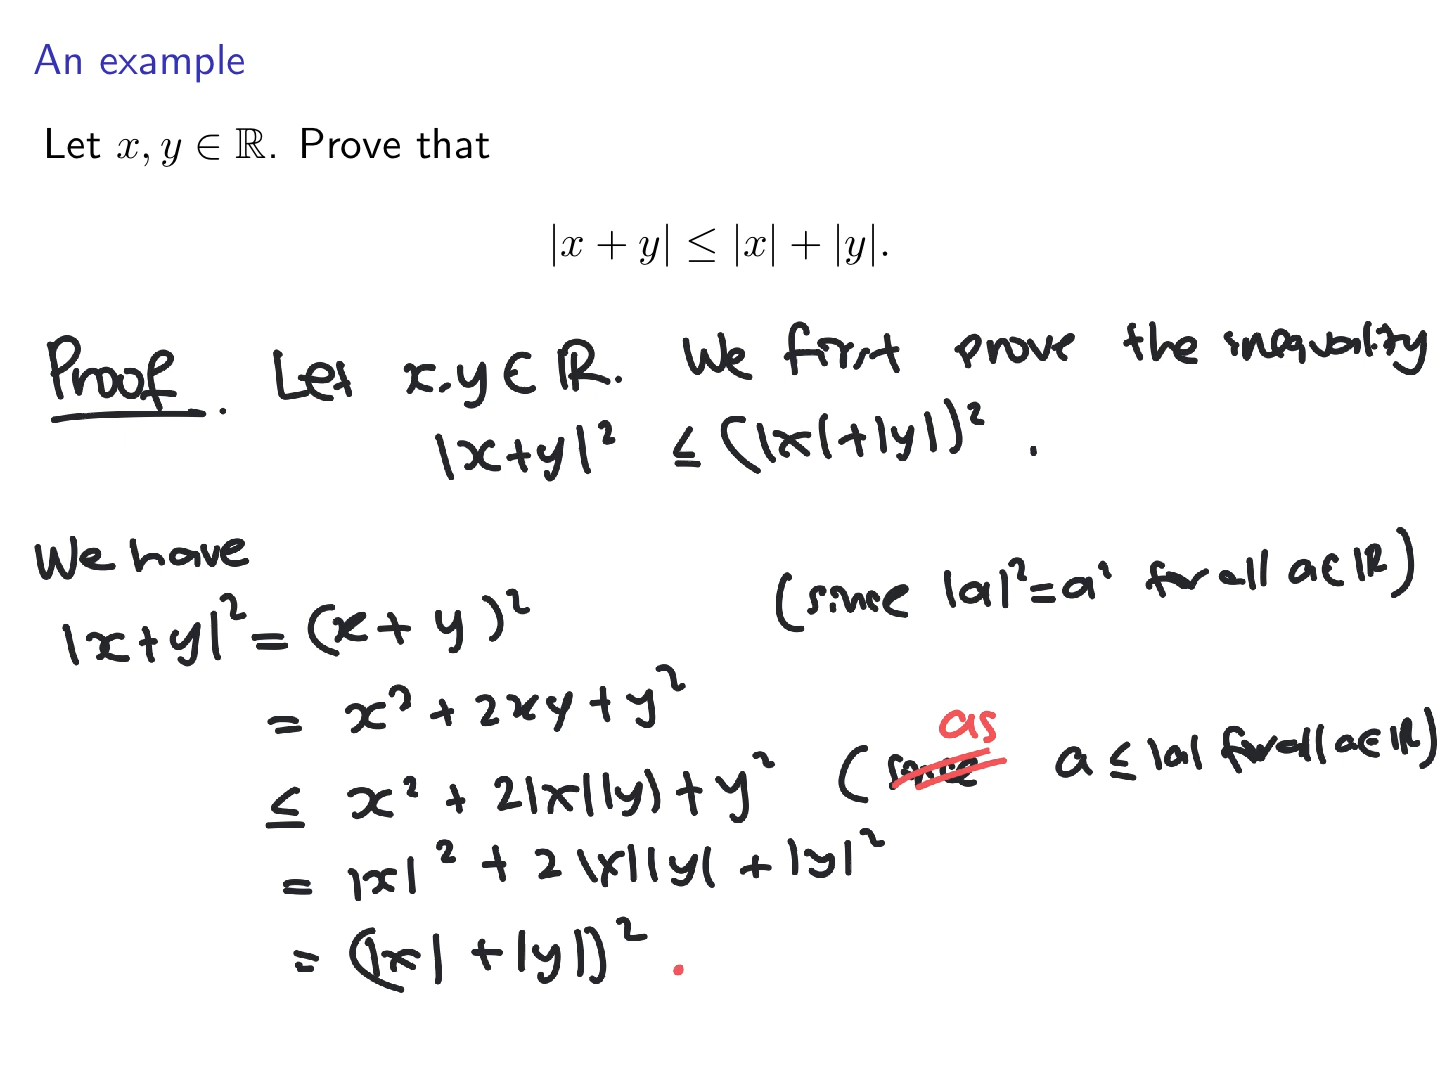 An example
Let x, y ∈ ℝ. Prove that
|x + y| ≤ |x| + |y|.
Proof. Let x,y ∈ ℝ. We first prove the inequality
|x+y|² ≤ (|x|+|y|)².
We have
|x+y|² = (x+y)² (since |a|²=a² for all a∈ℝ)
= x² + 2xy + y²
as
≤ x² + 2|x||y| + y² (since a ≤ |a| for all a∈ℝ)
= |x|² + 2|x||y| + |y|²
= (|x| + |y|)².